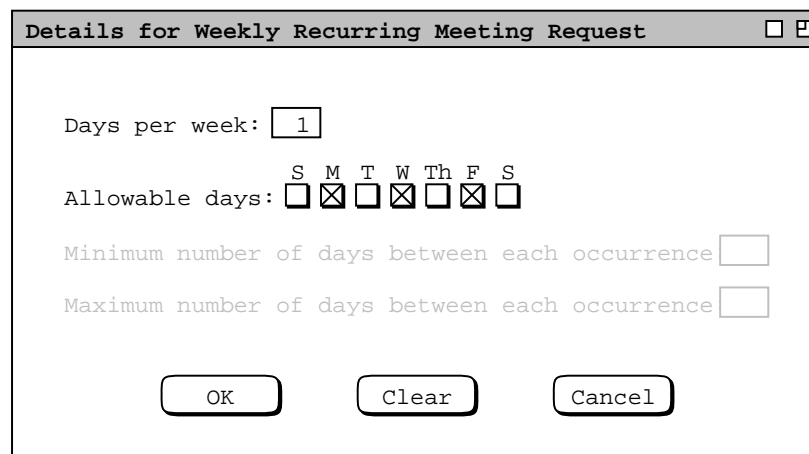 Details for Weekly Recurring Meeting Request
Days per week: 1
S M T W Th F S
Allowable days:
Minimum number of days between each occurrence
Maximum number of days between each occurrence
OK Clear Cancel